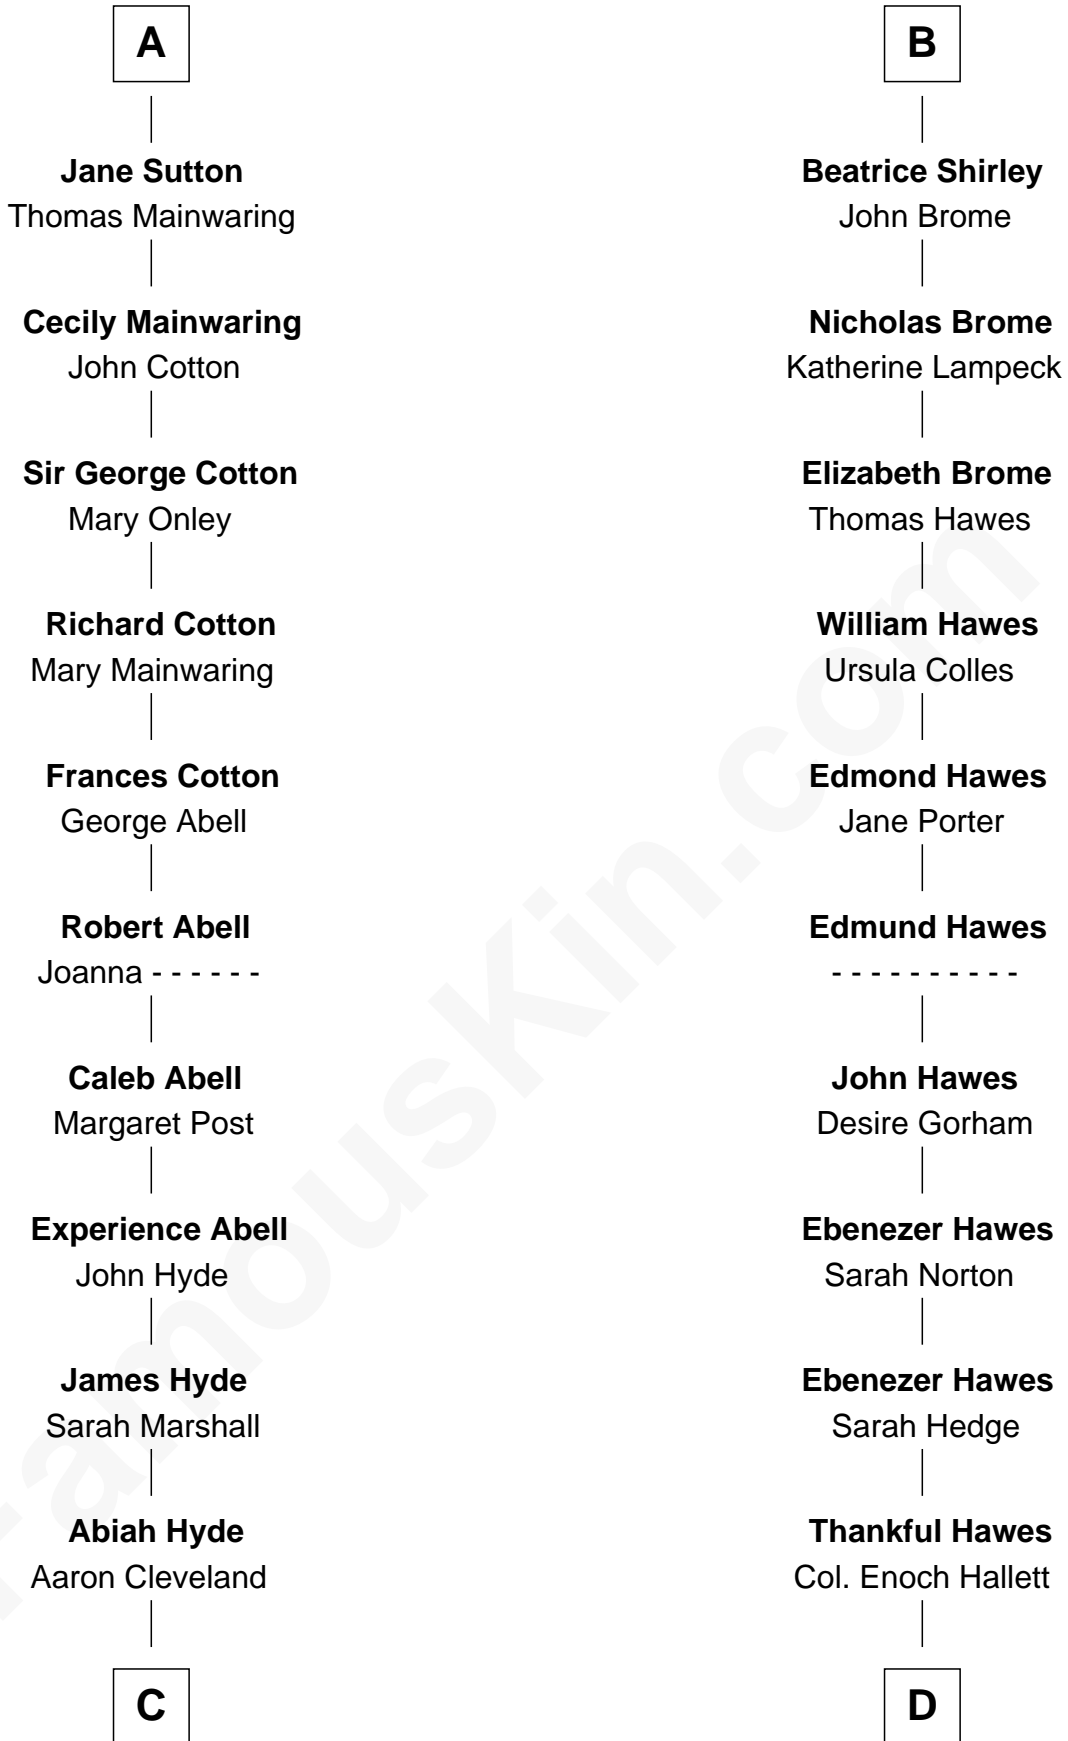 A
Jane Sutton
Thomas Mainwaring
Cecily Mainwaring
John Cotton
Sir George Cotton
Mary Onley
Richard Cotton
Mary Mainwaring
Frances Cotton
George Abell
Robert Abell
Joanna - - - - - -
Caleb Abell
Margaret Post
Experience Abell
John Hyde
James Hyde
Sarah Marshall
Abiah Hyde
Aaron Cleveland
C
B
Beatrice Shirley
John Brome
Nicholas Brome
Katherine Lampeck
Elizabeth Brome
Thomas Hawes
William Hawes
Ursula Colles
Edmond Hawes
Jane Porter
Edmund Hawes
- - - - - - - - - -
John Hawes
Desire Gorham
Ebenezer Hawes
Sarah Norton
Ebenezer Hawes
Sarah Hedge
Thankful Hawes
Col. Enoch Hallett
D
FamousKin.com